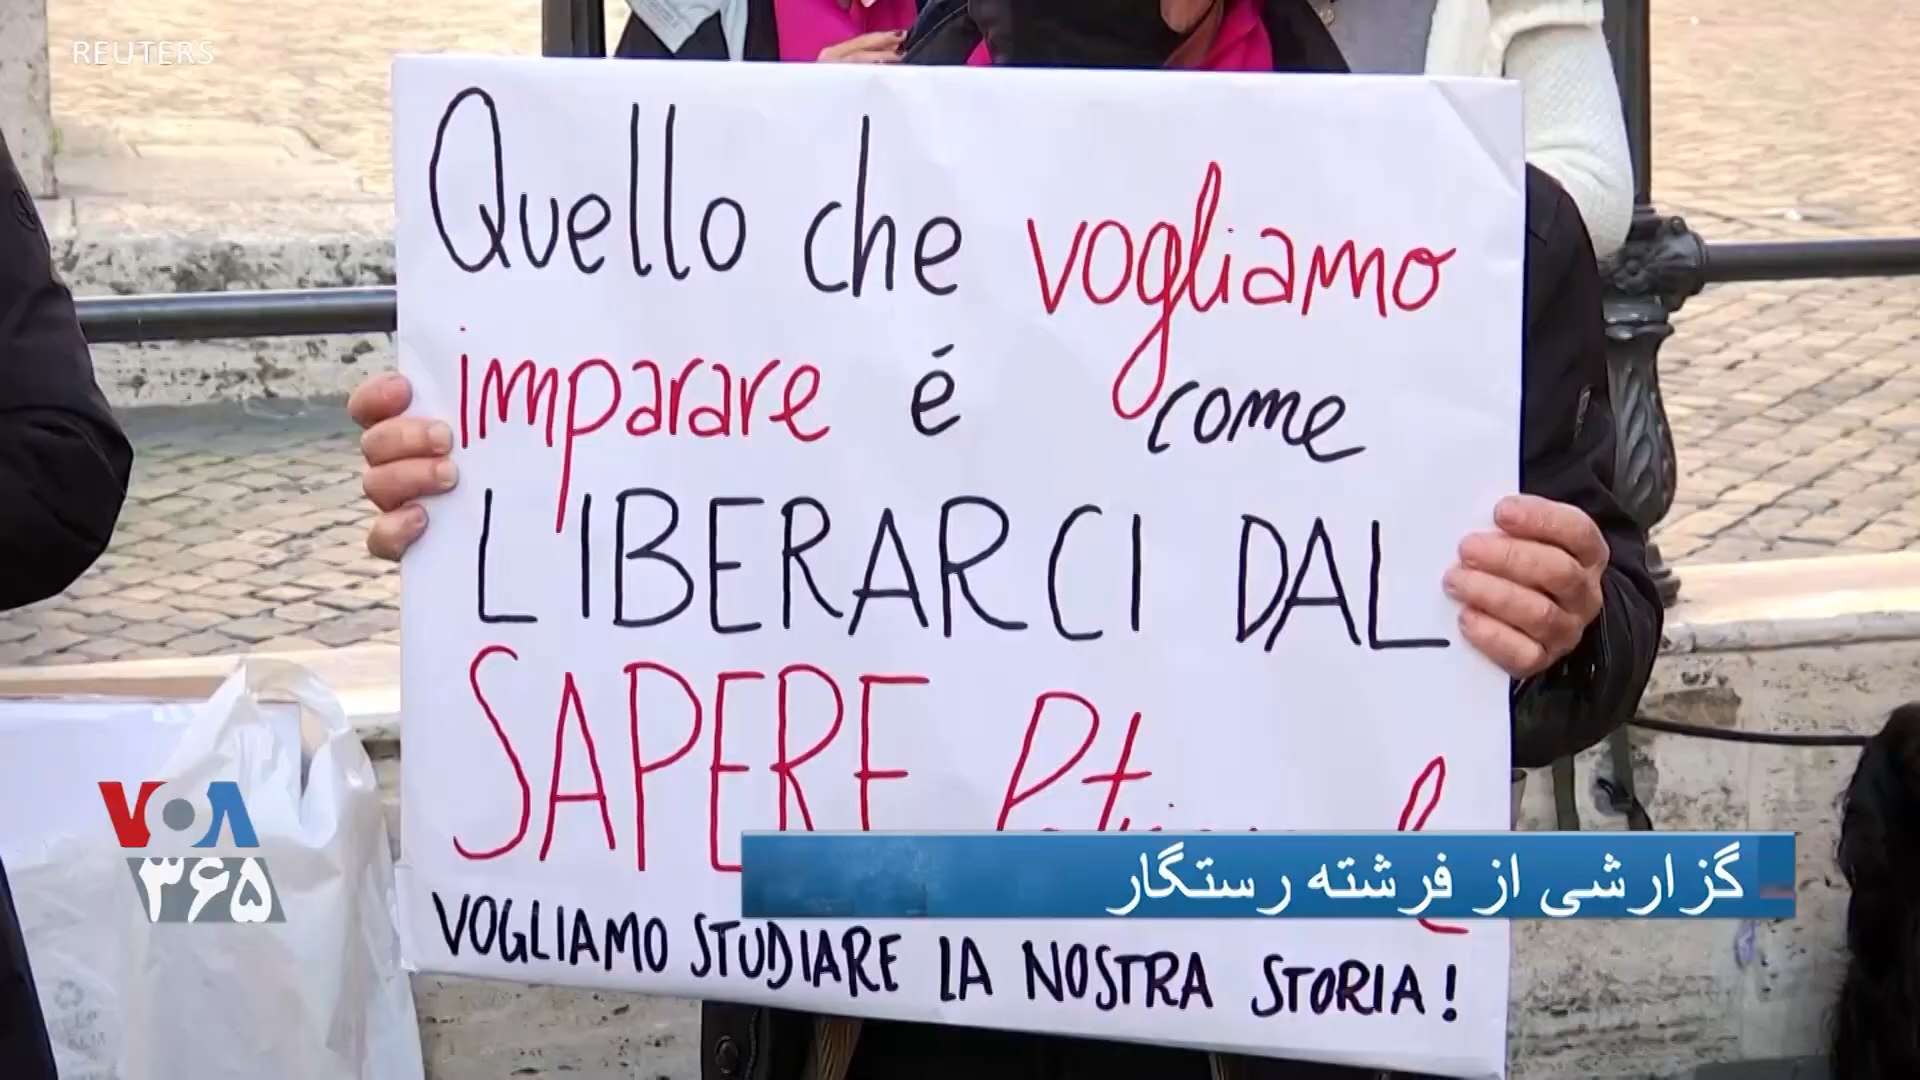 REUTERS
Quello che vogliamo
imparare é come
LIBERARCI DAL
SAPERE
VOGLIAMO STUDIARE LA NOSTRA STORIA!
گزارشی از فرشته رستگار
VOA
۳۶۵